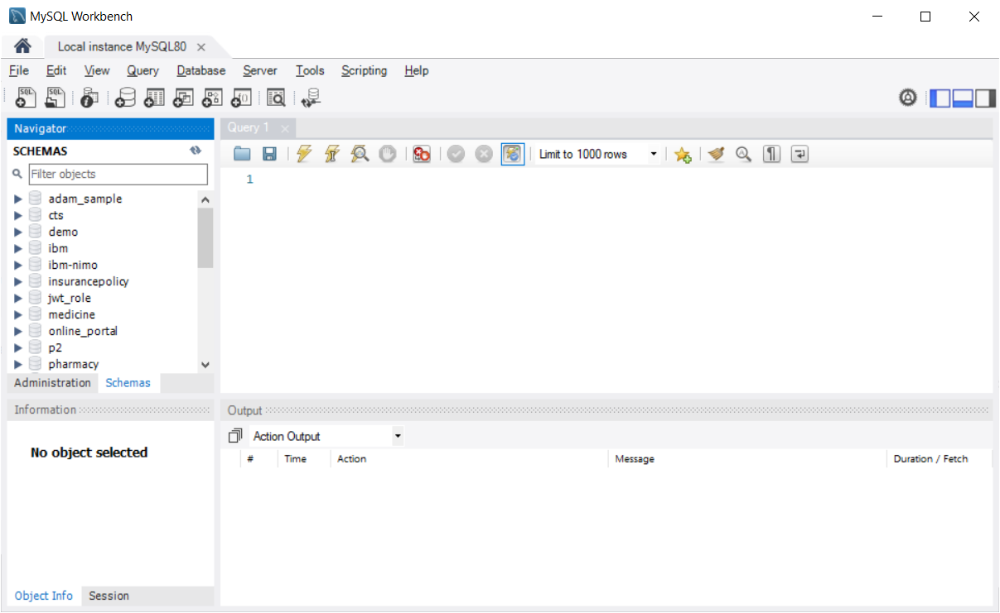 MySQL Workbench
Local instance MySQL80
File Edit View Query Database Server Tools Scripting Help
SQL SQL
Navigator
SCHEMAS
Filter objects
adam_sample
cts
demo
ibm
ibm-nimo
insurancepolicy
jwt_role
medicine
online_portal
p2
pharmacy
Administration Schemas
Information
No object selected
Object Info Session
Query 1
Limit to 1000 rows
1
Output
Action Output
# Time Action Message Duration / Fetch